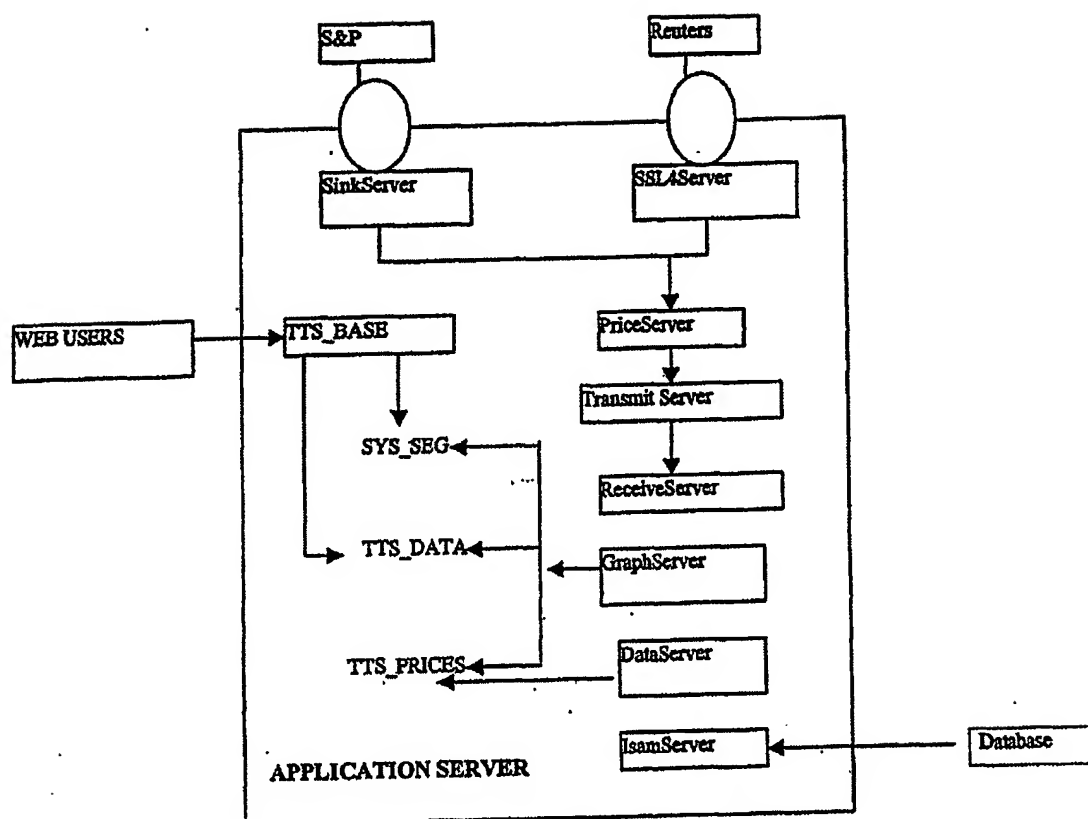 S&P
Reuters
SinkServer
SSL4Server
WEB USERS
TTS_BASE
PriceServer
Transmit Server
SYS_SEG
ReceiveServer
TTS_DATA
GraphServer
TTS_PRICES
DataServer
IsamServer
Database
APPLICATION SERVER